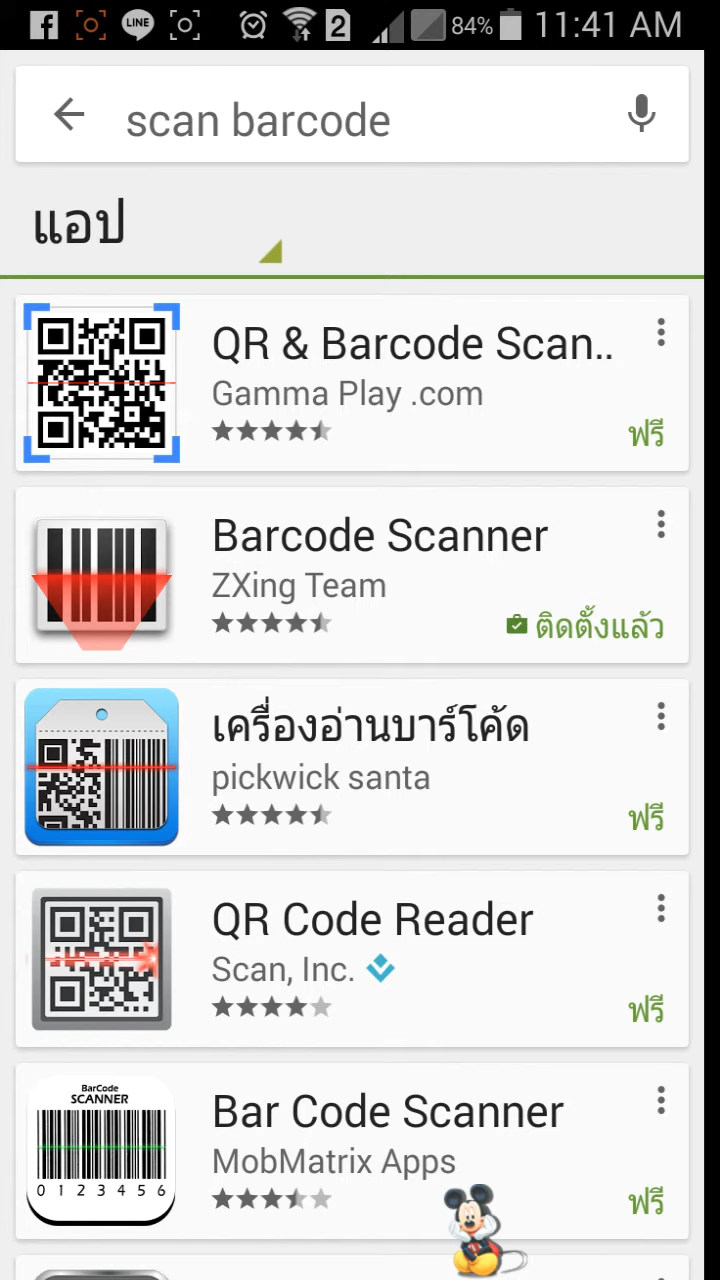 LINE 2 84% 11:41 AM
scan barcode
แอป
QR & Barcode Scan..
Gamma Play .com
ฟรี
Barcode Scanner
ZXing Team
ติดตั้งแล้ว
เครื่องอ่านบาร์โค้ด
pickwick santa
ฟรี
QR Code Reader
Scan, Inc.
ฟรี
BarCode
SCANNER
0 1 2 3 4 5 6
Bar Code Scanner
MobMatrix Apps
ฟรี